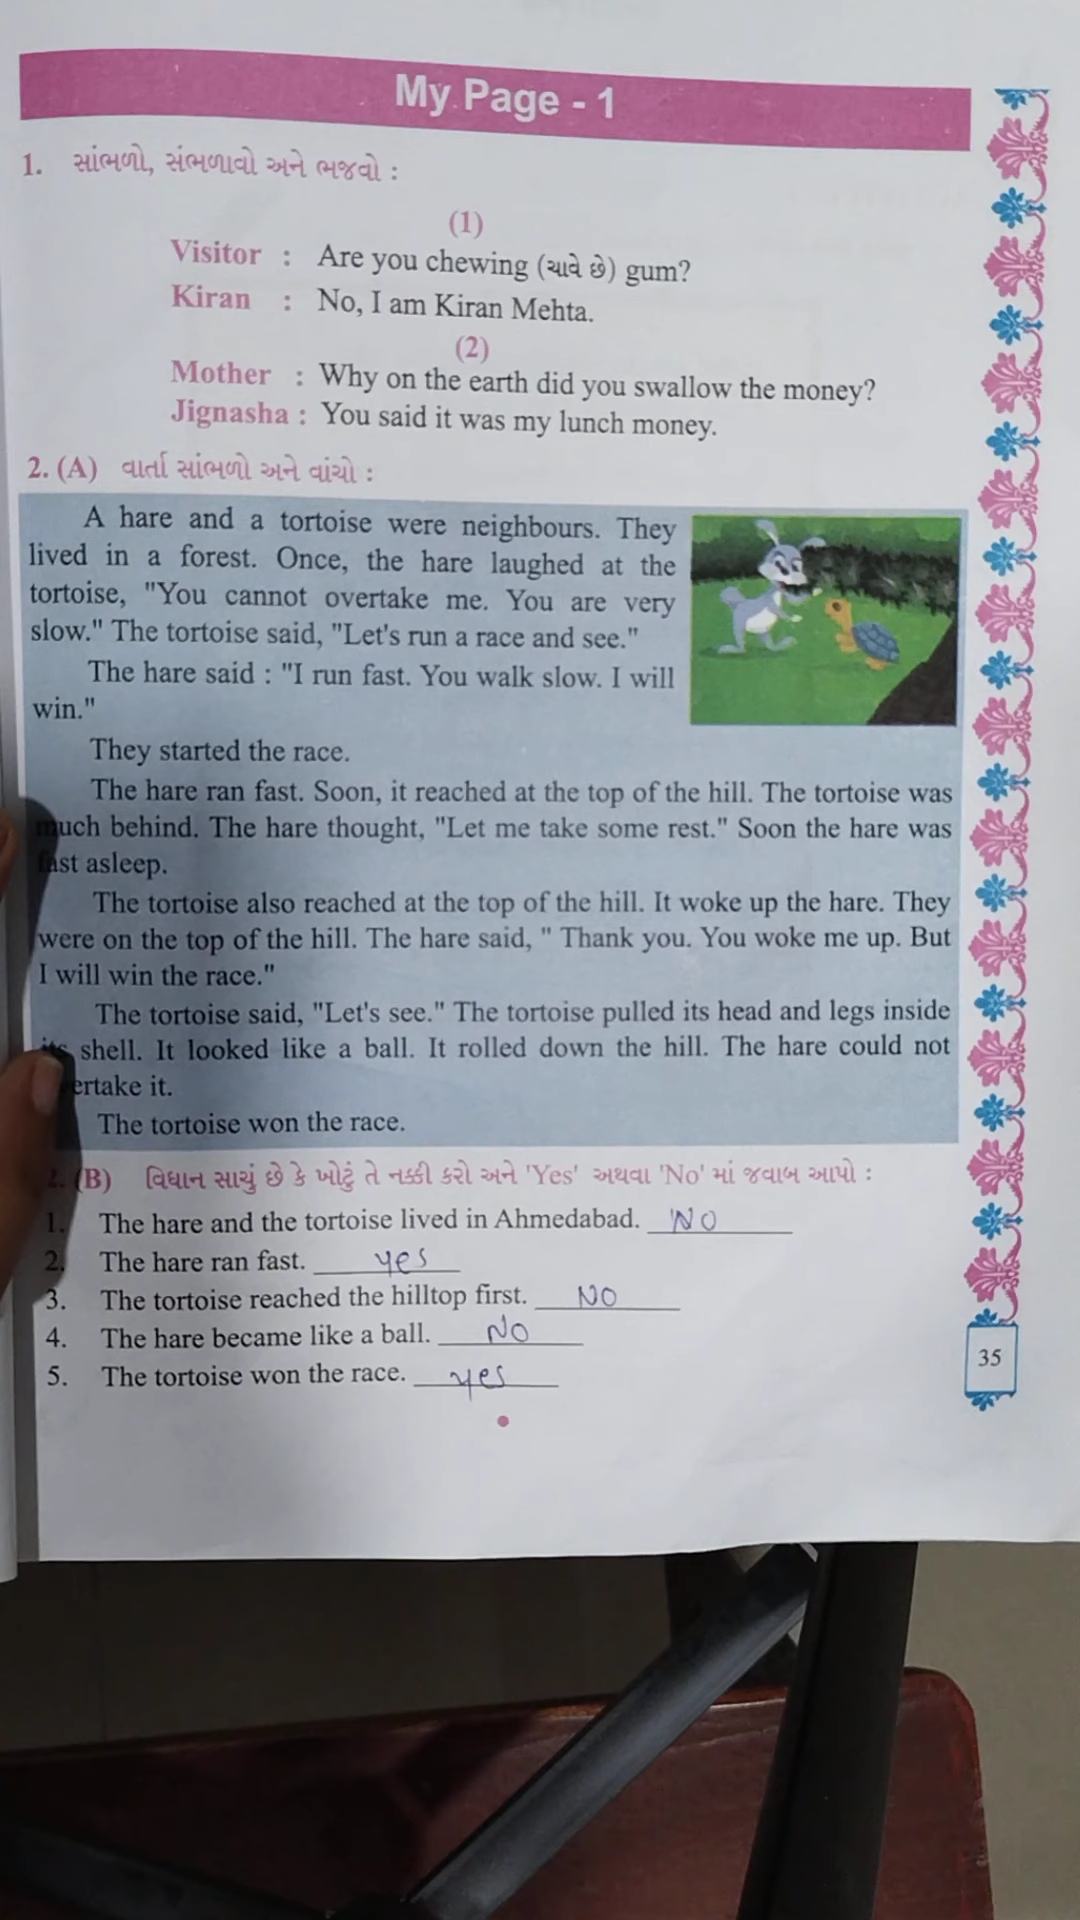 My Page - 1
1. સાંભળો, સંભળાવો અને ભજવો :
(1)
Visitor : Are you chewing (ચાવે છે) gum?
Kiran : No, I am Kiran Mehta.
(2)
Mother : Why on the earth did you swallow the money?
Jignasha : You said it was my lunch money.
2. (A) વાર્તા સાંભળો અને વાંચો :
A hare and a tortoise were neighbours. They
lived in a forest. Once, the hare laughed at the
tortoise, "You cannot overtake me. You are very
slow." The tortoise said, "Let's run a race and see."
The hare said : "I run fast. You walk slow. I will
win."
They started the race.
The hare ran fast. Soon, it reached at the top of the hill. The tortoise was
much behind. The hare thought, "Let me take some rest." Soon the hare was
fast asleep.
The tortoise also reached at the top of the hill. It woke up the hare. They
were on the top of the hill. The hare said, " Thank you. You woke me up. But
I will win the race."
The tortoise said, "Let's see." The tortoise pulled its head and legs inside
its shell. It looked like a ball. It rolled down the hill. The hare could not
ertake it.
The tortoise won the race.
2. (B) વિધાન સાચું છે કે ખોટું તે નક્કી કરો અને 'Yes' અથવા 'No' માં જવાબ આપો :
1. The hare and the tortoise lived in Ahmedabad. NO
2. The hare ran fast. yes
3. The tortoise reached the hilltop first. NO
4. The hare became like a ball. NO
5. The tortoise won the race. yes
35